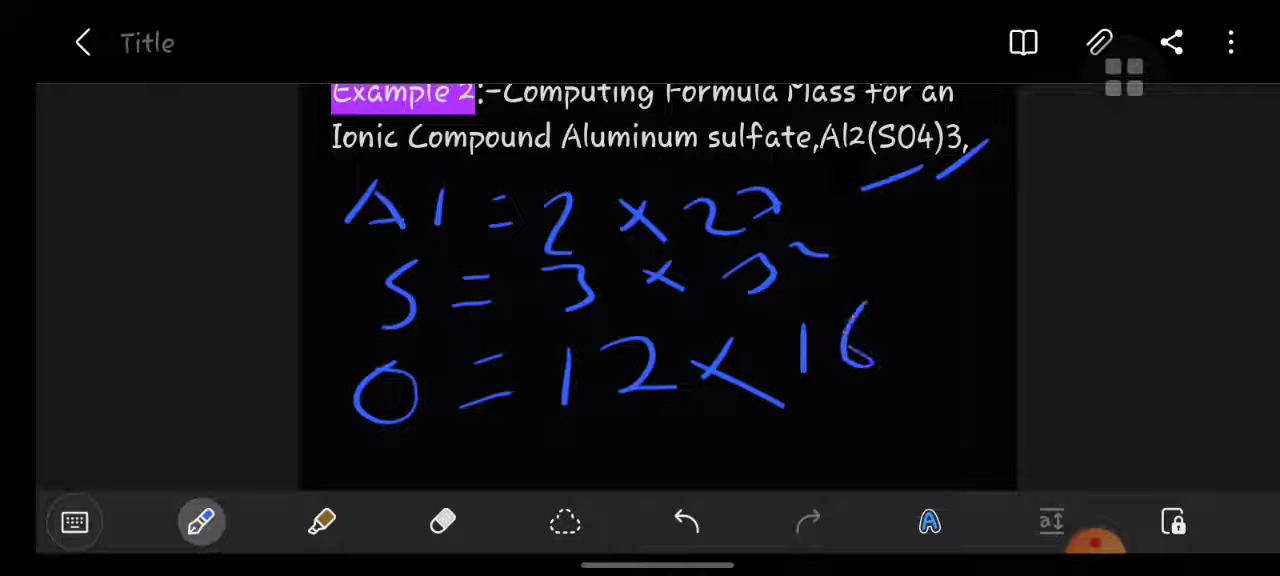 Title
Example 2:-Computing Formula Mass for an
Ionic Compound Aluminum sulfate,Al2(SO4)3,
Al = 2 × 27
S = 3 × 32
O = 12 × 16
A
a